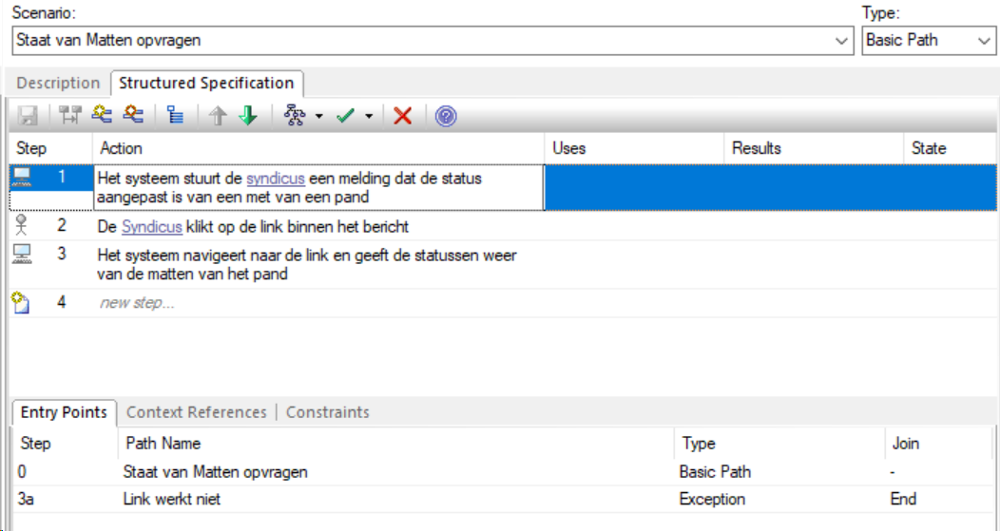 Scenario: Type:
Staat van Matten opvragen Basic Path
Description Structured Specification
Step Action Uses Results State
1 Het systeem stuurt de syndicus een melding dat de status
aangepast is van een met van een pand
2 De Syndicus klikt op de link binnen het bericht
3 Het systeem navigeert naar de link en geeft de statussen weer
van de matten van het pand
4 new step...
Entry Points Context References Constraints
Step Path Name Type Join
0 Staat van Matten opvragen Basic Path -
3a Link werkt niet Exception End